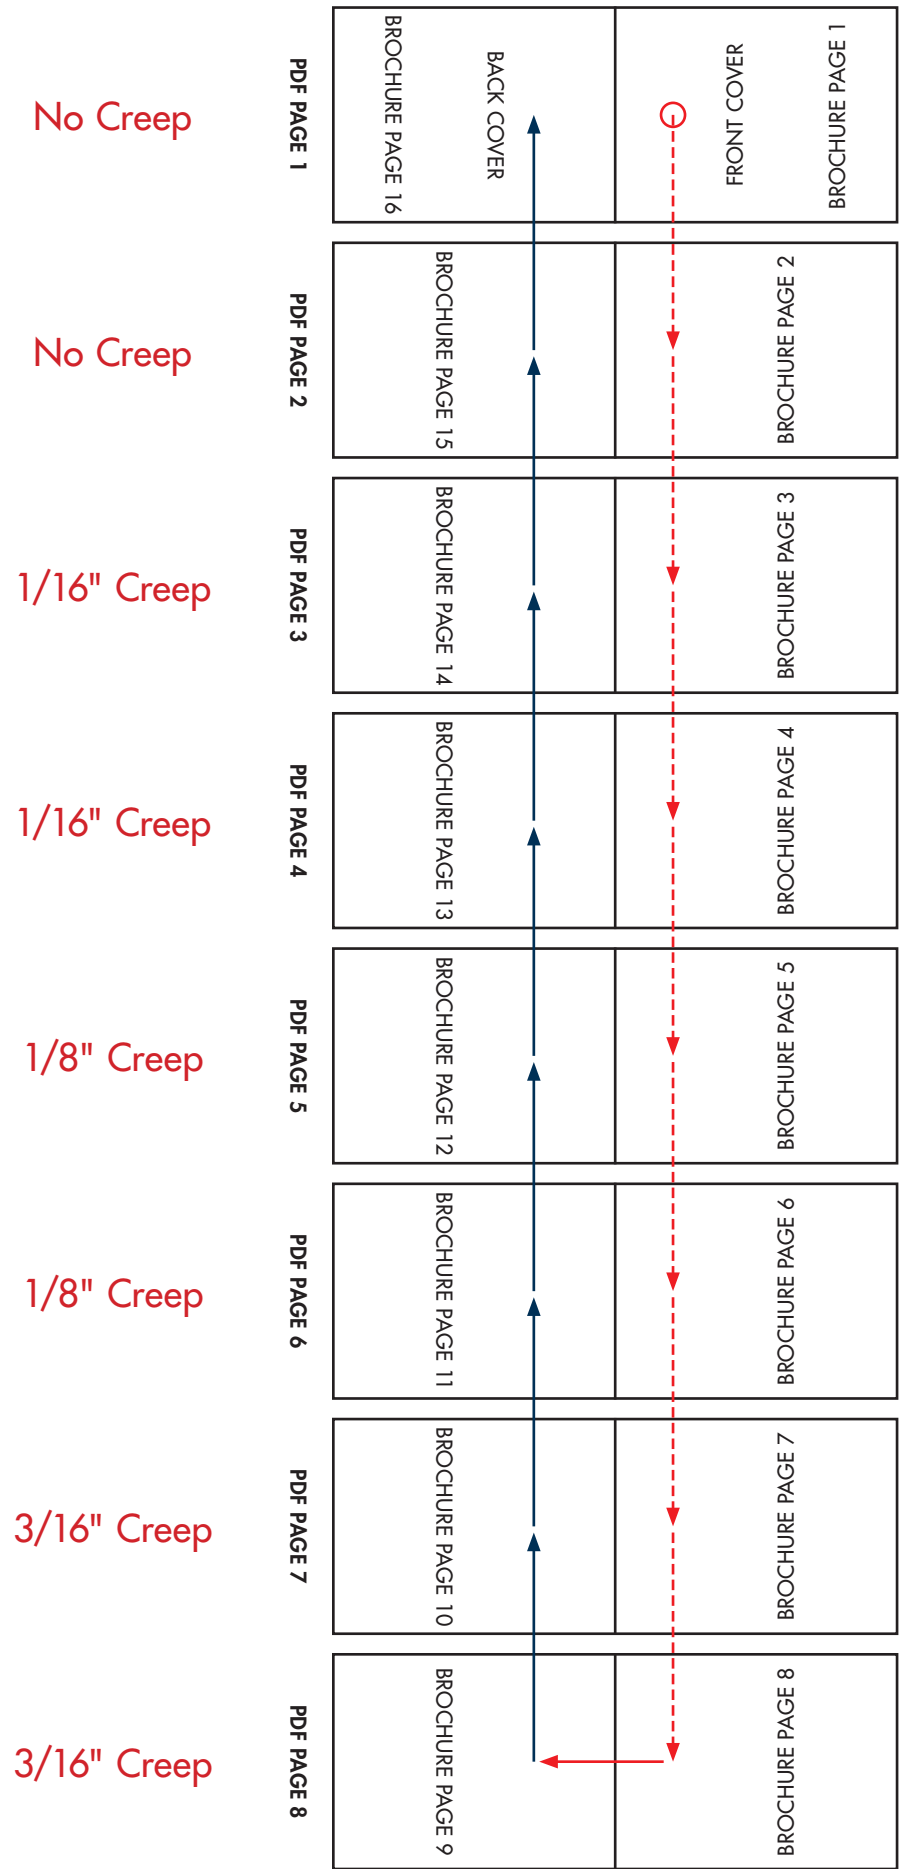 No Creep
PDF PAGE 1
BROCHURE PAGE 16
BACK COVER
FRONT COVER
BROCHURE PAGE 1
No Creep
PDF PAGE 2
BROCHURE PAGE 15
BROCHURE PAGE 2
1/16" Creep
PDF PAGE 3
BROCHURE PAGE 14
BROCHURE PAGE 3
1/16" Creep
PDF PAGE 4
BROCHURE PAGE 13
BROCHURE PAGE 4
1/8" Creep
PDF PAGE 5
BROCHURE PAGE 12
BROCHURE PAGE 5
1/8" Creep
PDF PAGE 6
BROCHURE PAGE 11
BROCHURE PAGE 6
3/16" Creep
PDF PAGE 7
BROCHURE PAGE 10
BROCHURE PAGE 7
3/16" Creep
PDF PAGE 8
BROCHURE PAGE 9
BROCHURE PAGE 8